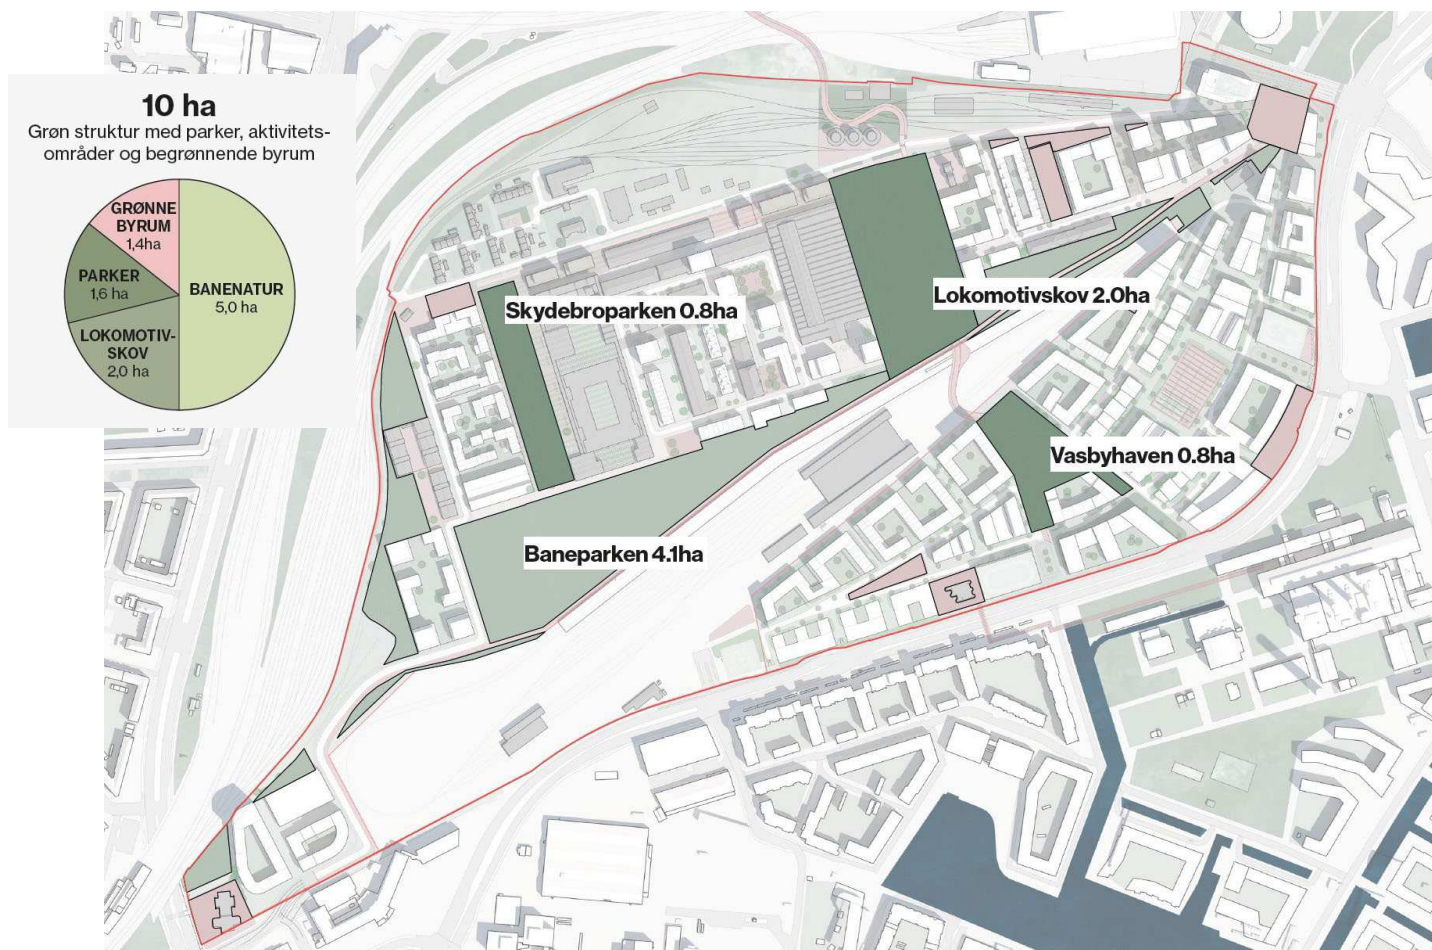 10 ha
Grøn struktur med parker, aktivitets-
områder og begrønnende byrum
GRØNNE
BYRUM
1,4ha
PARKER
1,6 ha
BANENATUR
5,0 ha
LOKOMOTIV-
SKOV
2,0 ha
Skydebroparken 0.8ha
Lokomotivskov 2.0ha
Vasbyhaven 0.8ha
Baneparken 4.1ha